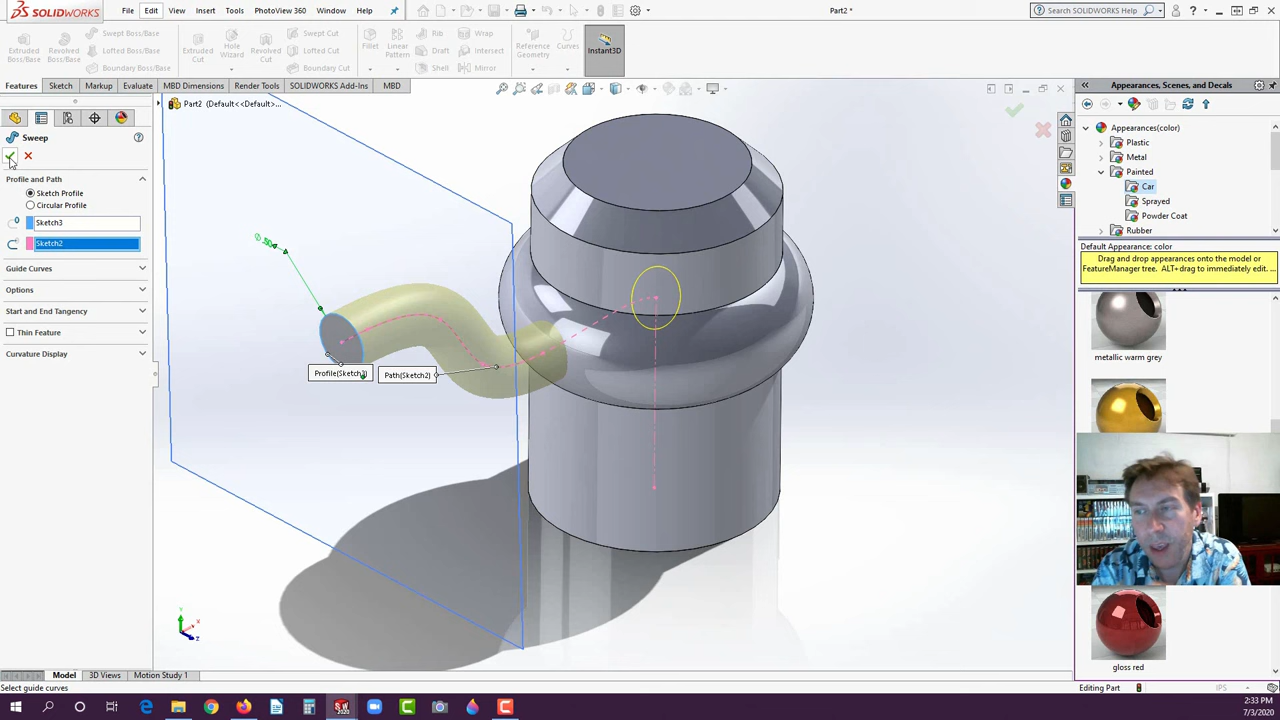 SOLIDWORKS File Edit View Insert Tools PhotoView 360 Window Part2 * Search SOLIDWORKS Help
Extruded Boss/Base
Revolved Boss/Base
Swept Boss/Base
Lofted Boss/Base
Boundary Boss/Base
Extruded Cut
Hole Wizard
Revolved Cut
Swept Cut
Lofted Cut
Boundary Cut
Fillet
Linear Pattern
Rib
Draft
Shell
Wrap
Intersect
Mirror
Reference Geometry
Curves
Instant3D
Features Sketch Markup Evaluate MBD Dimensions Render Tools SOLIDWORKS Add-Ins MBD
Part2 (Default<<Default>...
Sweep
Profile and Path
Sketch Profile
Circular Profile
Sketch3
Sketch2
Guide Curves
Options
Start and End Tangency
Thin Feature
Curvature Display
Profile(Sketch3)
Path(Sketch2)
Appearances, Scenes, and Decals
Appearances(color)
Plastic
Metal
Painted
Car
Sprayed
Powder Coat
Rubber
Default Appearance: color
Drag and drop appearances onto the model or
FeatureManager tree. ALT+drag to immediately edit. ...
metallic warm grey
gloss red
Model 3D Views Motion Study 1
Select guide curves
Editing Part IPS
2:33 PM
7/3/2020